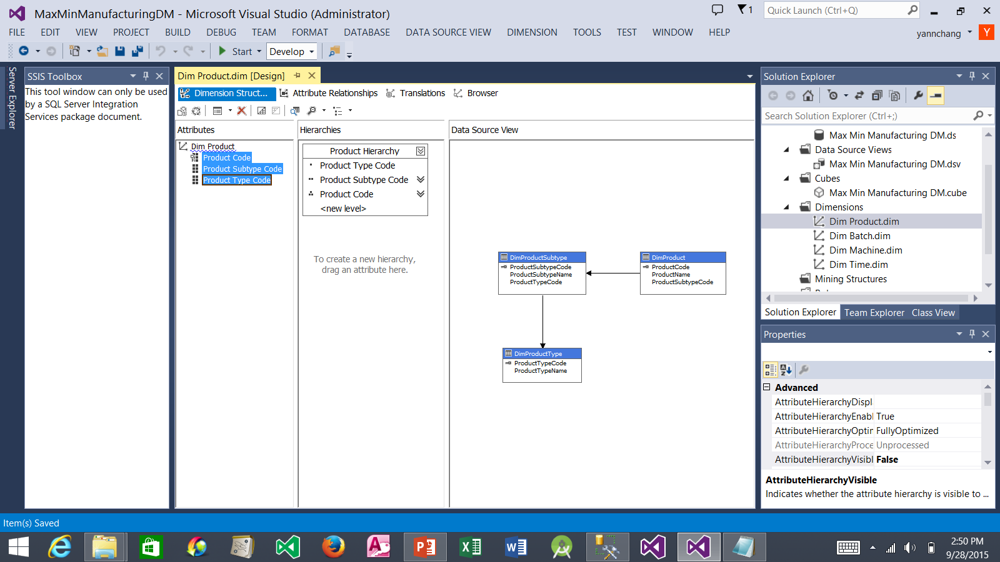 MaxMinManufacturingDM - Microsoft Visual Studio (Administrator)
1
Quick Launch (Ctrl+Q)
FILE EDIT VIEW PROJECT BUILD DEBUG TEAM FORMAT DATABASE DATA SOURCE VIEW DIMENSION TOOLS TEST WINDOW HELP
yannchang Y
Start Develop
Server Explorer
SSIS Toolbox
This tool window can only be used
by a SQL Server Integration
Services package document.
Dim Product.dim [Design]
Dimension Struct... Attribute Relationships Translations Browser
Attributes
Dim Product
Product Code
Product Subtype Code
Product Type Code
Hierarchies
Product Hierarchy
Product Type Code
Product Subtype Code
Product Code
<new level>
To create a new hierarchy,
drag an attribute here.
Data Source View
DimProductSubtype
ProductSubtypeCode
ProductSubtypeName
ProductTypeCode
DimProduct
ProductCode
ProductName
ProductSubtypeCode
DimProductType
ProductTypeCode
ProductTypeName
Solution Explorer
Search Solution Explorer (Ctrl+;)
Max Min Manufacturing DM.ds
Data Source Views
Max Min Manufacturing DM.dsv
Cubes
Max Min Manufacturing DM.cube
Dimensions
Dim Product.dim
Dim Batch.dim
Dim Machine.dim
Dim Time.dim
Mining Structures
Solution Explorer Team Explorer Class View
Properties
Advanced
AttributeHierarchyDispl
AttributeHierarchyEnabl True
AttributeHierarchyOptin FullyOptimized
AttributeHierarchyProce Unprocessed
AttributeHierarchyVisibl False
AttributeHierarchyVisible
Indicates whether the attribute hierarchy is visible to ...
Item(s) Saved
2:50 PM
9/28/2015